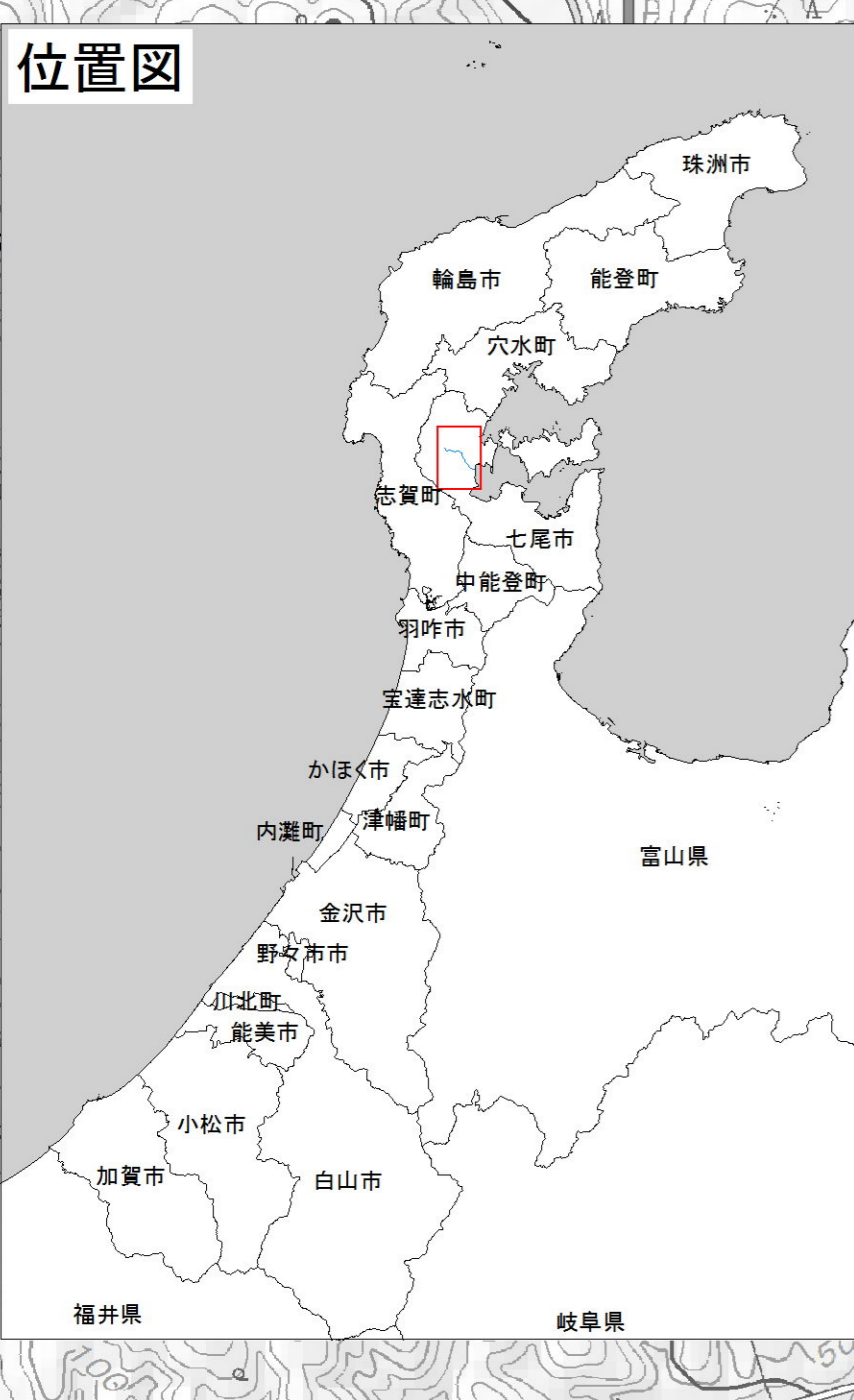 位置図
珠洲市
輪島市
能登町
穴水町
志賀町
七尾市
中能登町
羽咋市
宝達志水町
かほく市
津幡町
内灘町
富山県
金沢市
野々市市
川北町
能美市
小松市
加賀市
白山市
福井県
岐阜県
100
50